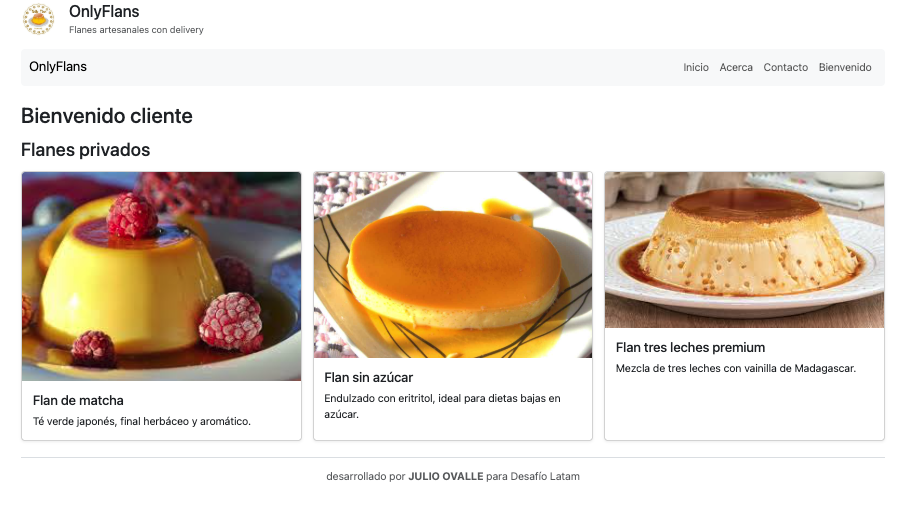 OnlyFlans
Flanes artesanales con delivery
OnlyFlans
Inicio Acerca Contacto Bienvenido
Bienvenido cliente
Flanes privados
Flan de matcha
Té verde japonés, final herbáceo y aromático.
Flan sin azúcar
Endulzado con eritritol, ideal para dietas bajas en
azúcar.
Flan tres leches premium
Mezcla de tres leches con vainilla de Madagascar.
desarrollado por JULIO OVALLE para Desafío Latam